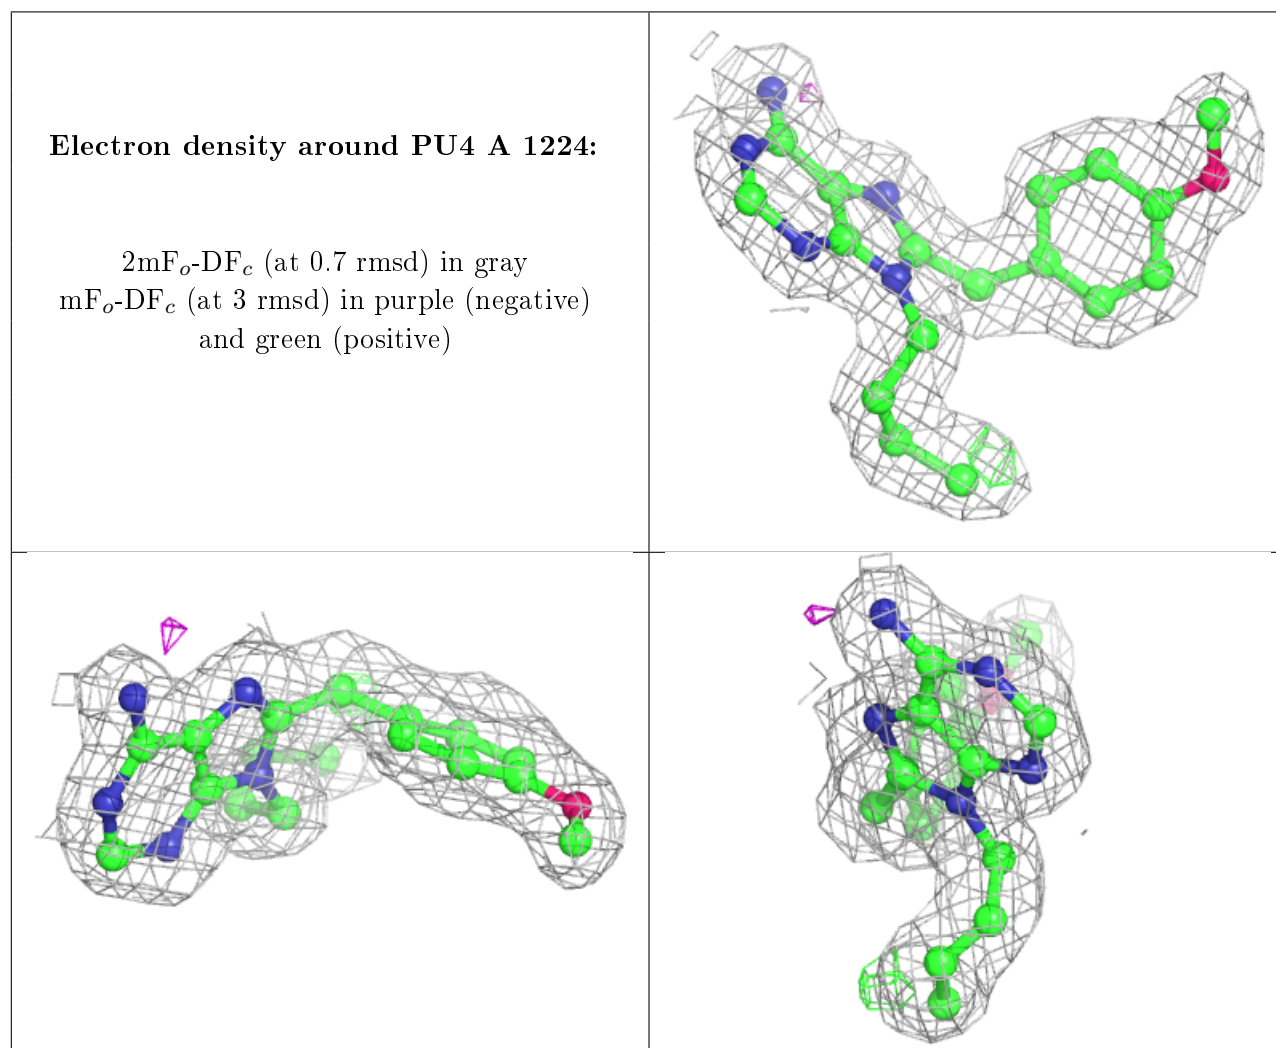 Electron density around PU4 A 1224:
2mFₒ-DF𝒸 (at 0.7 rmsd) in gray
mFₒ-DF𝒸 (at 3 rmsd) in purple (negative)
and green (positive)